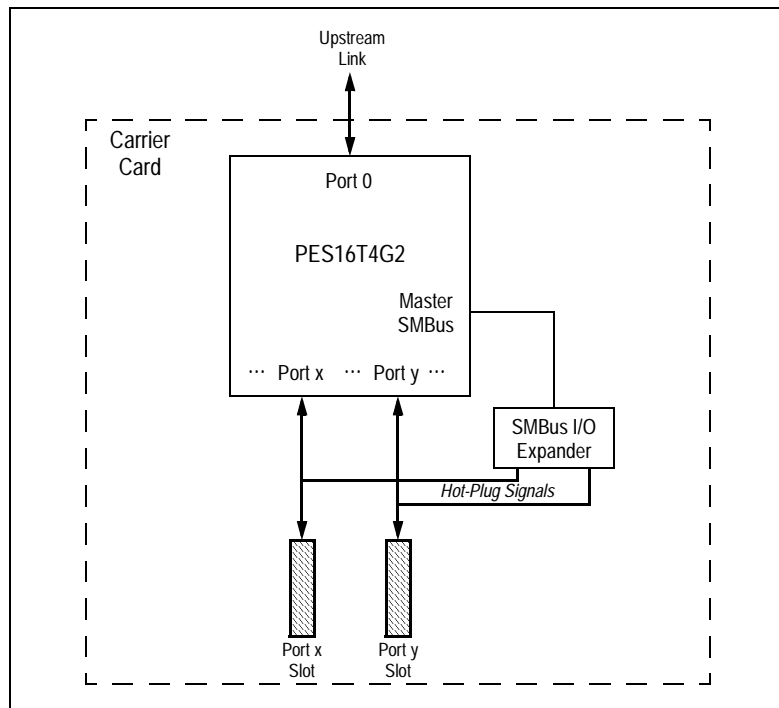 Upstream
Link
Carrier
Card
Port 0
PES16T4G2
Master
SMBus
··· Port x ··· Port y ···
SMBus I/O
Expander
Hot-Plug Signals
Port x
Slot
Port y
Slot